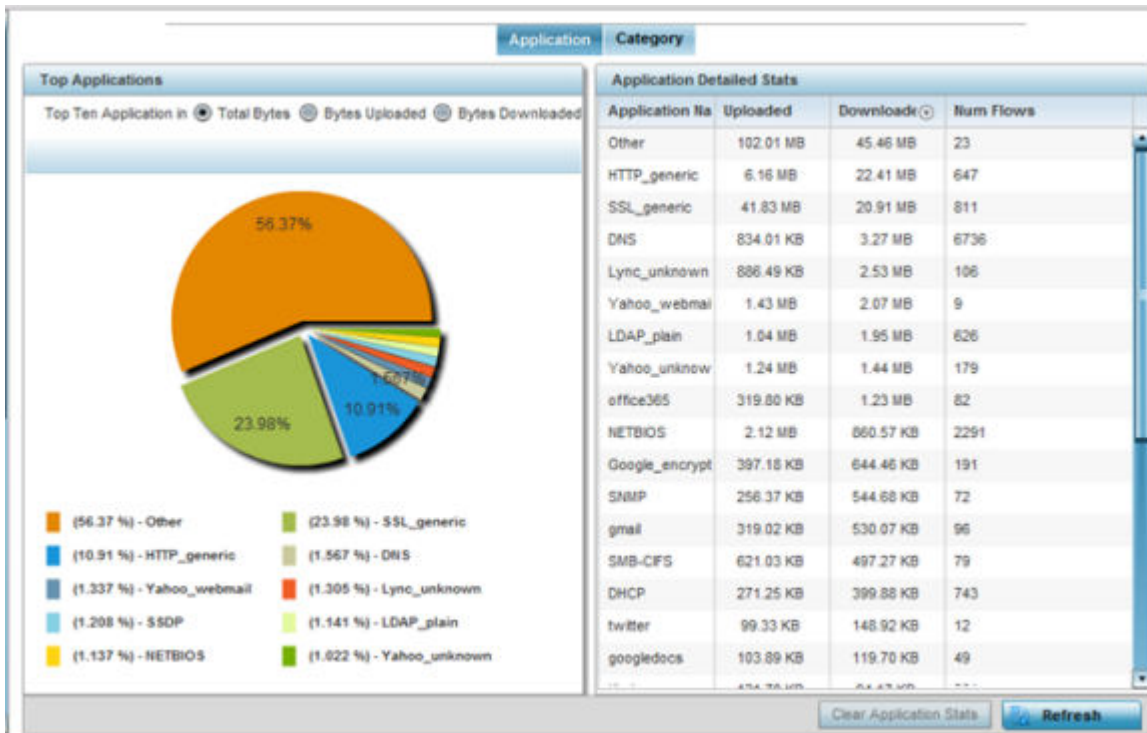 Application Category
Top Applications
Top Ten Application in Total Bytes Bytes Uploaded Bytes Downloaded
56.37%
23.98%
10.91%
1.567%
(56.37 %) - Other (23.98 %) - SSL_generic
(10.91 %) - HTTP_generic (1.567 %) - DNS
(1.337 %) - Yahoo_webmail (1.305 %) - Lync_unknown
(1.208 %) - SSDP (1.141 %) - LDAP_plain
(1.137 %) - NETBIOS (1.022 %) - Yahoo_unknown
Application Detailed Stats
Application Na Uploaded Downloade Num Flows
Other 102.01 MB 45.46 MB 23
HTTP_generic 6.16 MB 22.41 MB 647
SSL_generic 41.83 MB 20.91 MB 811
DNS 834.01 KB 3.27 MB 6736
Lync_unknown 886.49 KB 2.53 MB 106
Yahoo_webmai 1.43 MB 2.07 MB 9
LDAP_plain 1.04 MB 1.95 MB 626
Yahoo_unknow 1.24 MB 1.44 MB 179
office365 319.80 KB 1.23 MB 82
NETBIOS 2.12 MB 860.57 KB 2291
Google_encrypt 397.18 KB 644.46 KB 191
SNMP 256.37 KB 544.68 KB 72
gmail 319.02 KB 530.07 KB 96
SMB-CIFS 621.03 KB 497.27 KB 79
DHCP 271.25 KB 399.88 KB 743
twitter 99.33 KB 148.92 KB 12
googledocs 103.89 KB 119.70 KB 49
Clear Application Stats Refresh